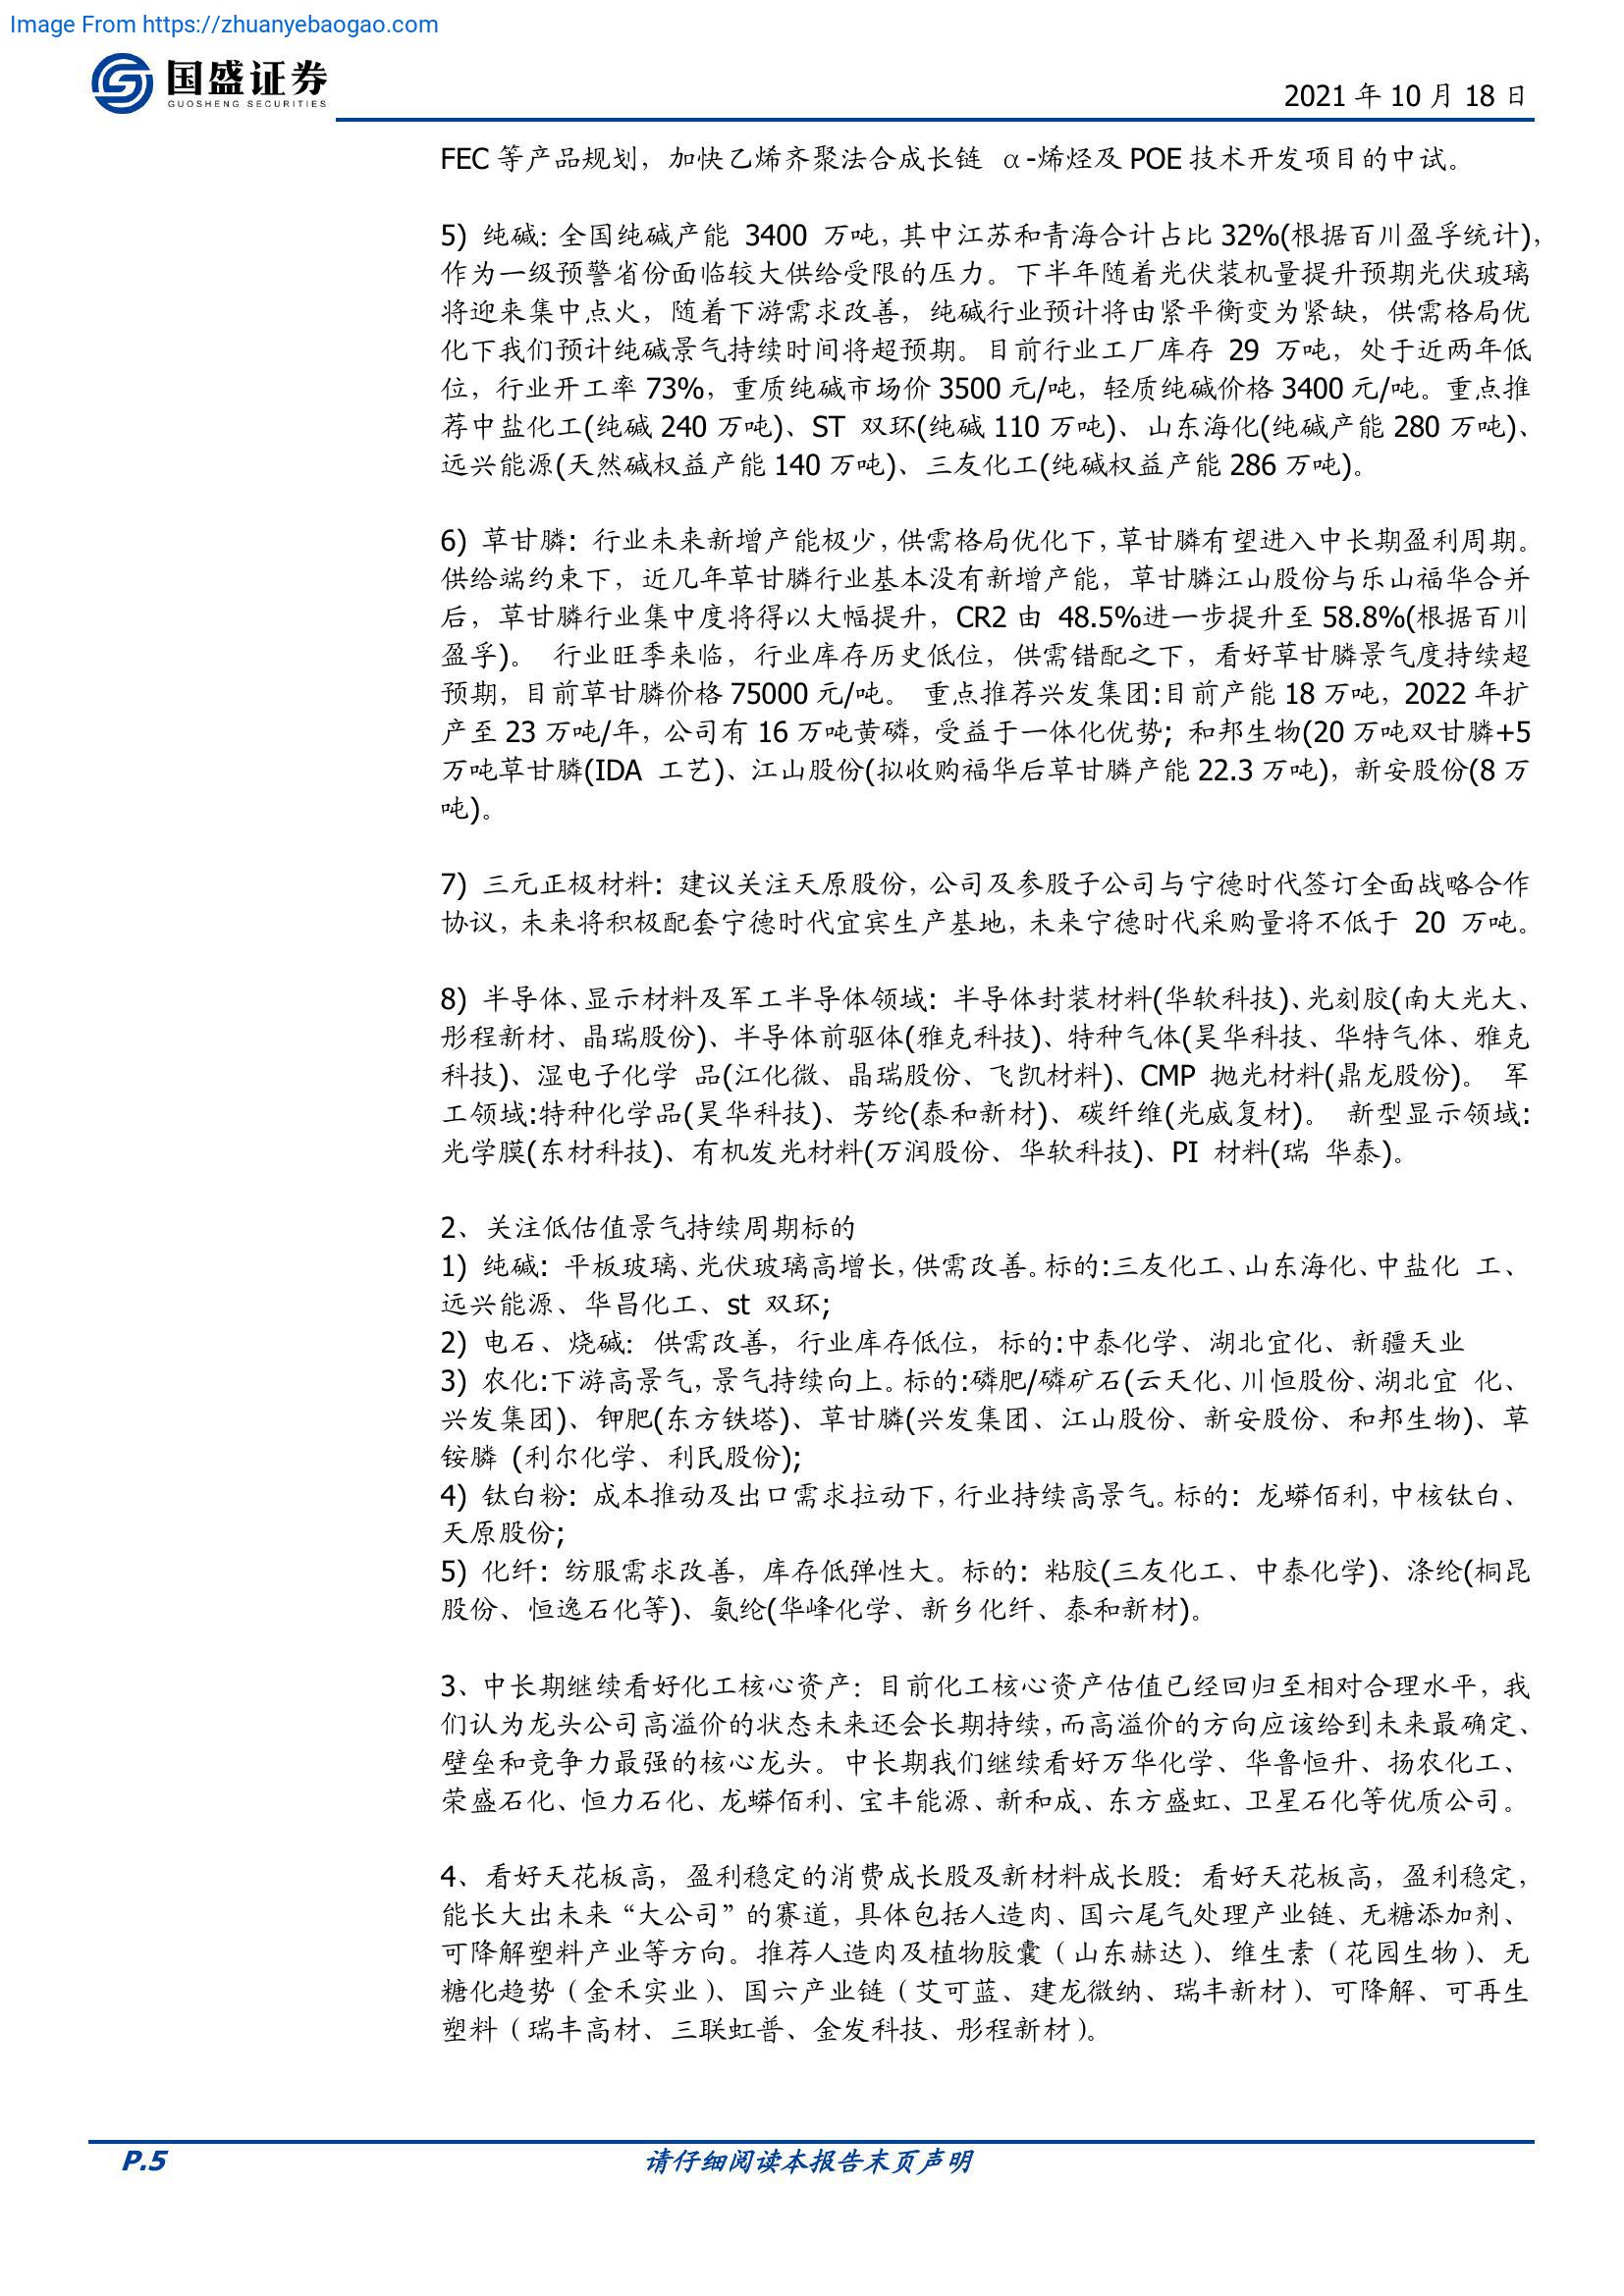 Image From https://zhuanyebaogao.com
国盛证券
GUOSHENG SECURITIES
2021 年 10 月 18 日
FEC 等产品规划，加快乙烯齐聚法合成长链 α-烯烃及 POE 技术开发项目的中试。
5) 纯碱: 全国纯碱产能 3400 万吨，其中江苏和青海合计占比 32%(根据百川盈孚统计)，
作为一级预警省份面临较大供给受限的压力。下半年随着光伏装机量提升预期光伏玻璃
将迎来集中点火，随着下游需求改善，纯碱行业预计将由紧平衡变为紧缺，供需格局优
化下我们预计纯碱景气持续时间将超预期。目前行业工厂库存 29 万吨，处于近两年低
位，行业开工率 73%，重质纯碱市场价 3500 元/吨，轻质纯碱价格 3400 元/吨。重点推
荐中盐化工(纯碱 240 万吨)、ST 双环(纯碱 110 万吨)、山东海化(纯碱产能 280 万吨)、
远兴能源(天然碱权益产能 140 万吨)、三友化工(纯碱权益产能 286 万吨)。
6) 草甘膦: 行业未来新增产能极少，供需格局优化下，草甘膦有望进入中长期盈利周期。
供给端约束下，近几年草甘膦行业基本没有新增产能，草甘膦江山股份与乐山福华合并
后，草甘膦行业集中度将得以大幅提升，CR2 由 48.5%进一步提升至 58.8%(根据百川
盈孚)。 行业旺季来临，行业库存历史低位，供需错配之下，看好草甘膦景气度持续超
预期，目前草甘膦价格 75000 元/吨。 重点推荐兴发集团:目前产能 18 万吨，2022 年扩
产至 23 万吨/年，公司有 16 万吨黄磷，受益于一体化优势; 和邦生物(20 万吨双甘膦+5
万吨草甘膦(IDA 工艺)、江山股份(拟收购福华后草甘膦产能 22.3 万吨)，新安股份(8 万
吨)。
7) 三元正极材料: 建议关注天原股份，公司及参股子公司与宁德时代签订全面战略合作
协议，未来将积极配套宁德时代宜宾生产基地，未来宁德时代采购量将不低于 20 万吨。
8) 半导体、显示材料及军工半导体领域: 半导体封装材料(华软科技)、光刻胶(南大光大、
彤程新材、晶瑞股份)、半导体前驱体(雅克科技)、特种气体(昊华科技、华特气体、雅克
科技)、湿电子化学 品(江化微、晶瑞股份、飞凯材料)、CMP 抛光材料(鼎龙股份)。 军
工领域:特种化学品(昊华科技)、芳纶(泰和新材)、碳纤维(光威复材)。 新型显示领域:
光学膜(东材科技)、有机发光材料(万润股份、华软科技)、PI 材料(瑞 华泰)。
2、关注低估值景气持续周期标的
1) 纯碱: 平板玻璃、光伏玻璃高增长，供需改善。标的:三友化工、山东海化、中盐化 工、
远兴能源、华昌化工、st 双环;
2) 电石、烧碱: 供需改善，行业库存低位，标的:中泰化学、湖北宜化、新疆天业
3) 农化:下游高景气，景气持续向上。标的:磷肥/磷矿石(云天化、川恒股份、湖北宜 化、
兴发集团)、钾肥(东方铁塔)、草甘膦(兴发集团、江山股份、新安股份、和邦生物)、草
铵膦 (利尔化学、利民股份);
4) 钛白粉: 成本推动及出口需求拉动下，行业持续高景气。标的: 龙蟒佰利，中核钛白、
天原股份;
5) 化纤: 纺服需求改善，库存低弹性大。标的: 粘胶(三友化工、中泰化学)、涤纶(桐昆
股份、恒逸石化等)、氨纶(华峰化学、新乡化纤、泰和新材)。
3、中长期继续看好化工核心资产: 目前化工核心资产估值已经回归至相对合理水平，我
们认为龙头公司高溢价的状态未来还会长期持续，而高溢价的方向应该给到未来最确定、
壁垒和竞争力最强的核心龙头。中长期我们继续看好万华化学、华鲁恒升、扬农化工、
荣盛石化、恒力石化、龙蟒佰利、宝丰能源、新和成、东方盛虹、卫星石化等优质公司。
4、看好天花板高，盈利稳定的消费成长股及新材料成长股: 看好天花板高，盈利稳定，
能长大出未来“大公司”的赛道，具体包括人造肉、国六尾气处理产业链、无糖添加剂、
可降解塑料产业等方向。推荐人造肉及植物胶囊（山东赫达）、维生素（花园生物）、无
糖化趋势（金禾实业）、国六产业链（艾可蓝、建龙微纳、瑞丰新材）、可降解、可再生
塑料（瑞丰高材、三联虹普、金发科技、彤程新材）。
P.5
请仔细阅读本报告末页声明